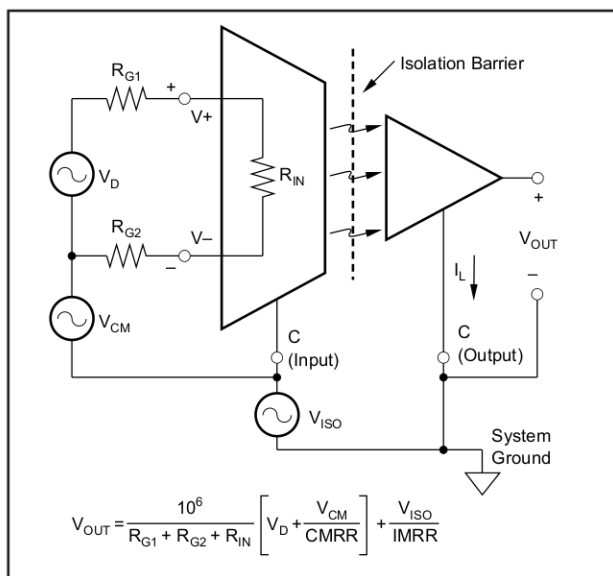 R_G1
+
V+
Isolation Barrier
V_D
R_IN
R_G2
V–
–
+
V_OUT
I_L
–
V_CM
C
(Input)
C
(Output)
V_ISO
System
Ground
V_OUT = 10^6 / (R_G1 + R_G2 + R_IN) [V_D + V_CM / CMRR] + V_ISO / IMRR